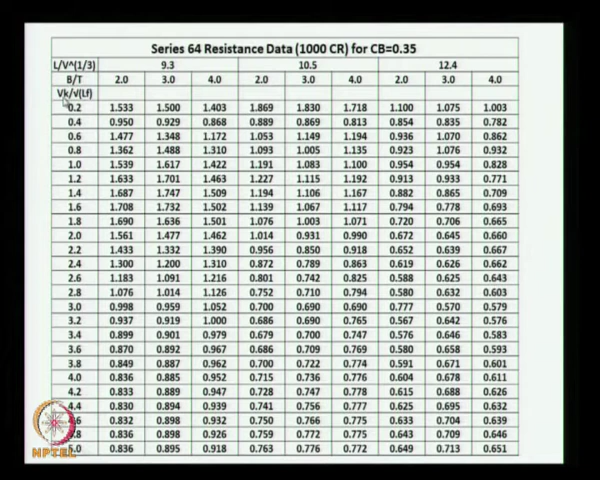 Series 64 Resistance Data (1000 CR) for CB=0.35
L/V^(1/3) 9.3 10.5 12.4
B/T 2.0 3.0 4.0 2.0 3.0 4.0 2.0 3.0 4.0
Vk/√(Lf)
0.2 1.533 1.500 1.403 1.869 1.830 1.718 1.100 1.075 1.003
0.4 0.950 0.929 0.868 0.889 0.869 0.813 0.854 0.835 0.782
0.6 1.477 1.348 1.172 1.053 1.149 1.194 0.936 1.070 0.862
0.8 1.362 1.488 1.310 1.093 1.005 1.135 0.923 1.076 0.932
1.0 1.539 1.617 1.422 1.191 1.083 1.100 0.954 0.954 0.828
1.2 1.633 1.701 1.463 1.227 1.115 1.192 0.913 0.933 0.771
1.4 1.687 1.747 1.509 1.194 1.106 1.167 0.882 0.865 0.709
1.6 1.708 1.732 1.502 1.139 1.067 1.117 0.794 0.778 0.693
1.8 1.690 1.636 1.501 1.076 1.003 1.071 0.720 0.706 0.665
2.0 1.561 1.477 1.462 1.014 0.931 0.990 0.672 0.645 0.660
2.2 1.433 1.332 1.390 0.956 0.850 0.918 0.652 0.639 0.667
2.4 1.300 1.200 1.310 0.872 0.789 0.863 0.619 0.626 0.662
2.6 1.183 1.091 1.216 0.801 0.742 0.825 0.588 0.625 0.643
2.8 1.076 1.014 1.126 0.752 0.710 0.794 0.580 0.632 0.603
3.0 0.998 0.959 1.052 0.700 0.690 0.690 0.777 0.570 0.579
3.2 0.937 0.919 1.000 0.686 0.690 0.765 0.567 0.642 0.576
3.4 0.899 0.901 0.979 0.679 0.700 0.747 0.576 0.646 0.583
3.6 0.870 0.892 0.967 0.686 0.709 0.769 0.580 0.658 0.593
3.8 0.849 0.887 0.962 0.700 0.722 0.774 0.591 0.671 0.601
4.0 0.836 0.885 0.952 0.715 0.736 0.776 0.604 0.678 0.611
4.2 0.833 0.889 0.947 0.728 0.747 0.778 0.615 0.688 0.626
4.4 0.830 0.894 0.939 0.741 0.756 0.777 0.625 0.695 0.632
.6 0.832 0.898 0.932 0.750 0.766 0.775 0.633 0.704 0.639
.8 0.836 0.898 0.926 0.759 0.772 0.775 0.643 0.709 0.646
5.0 0.836 0.895 0.918 0.763 0.776 0.772 0.649 0.713 0.651
NPTEL